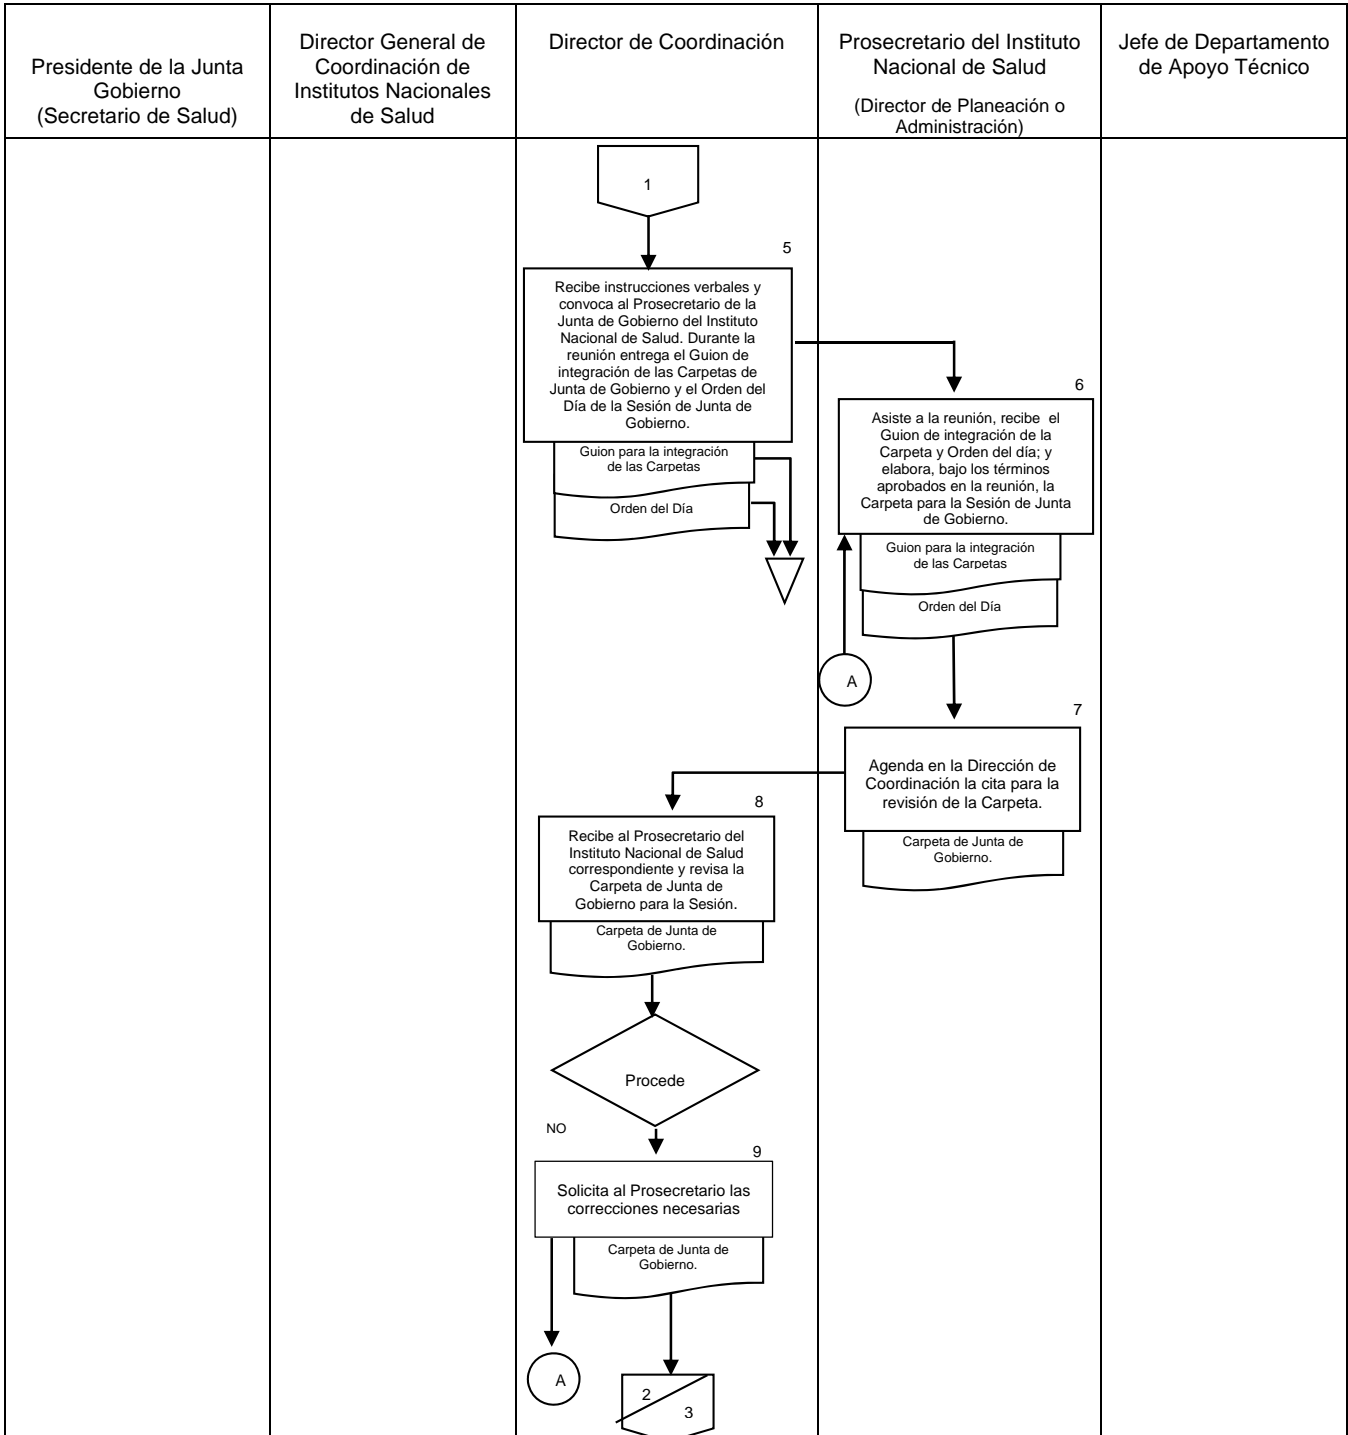 Presidente de la Junta
Gobierno
(Secretario de Salud)
Director General de
Coordinación de
Institutos Nacionales
de Salud
Director de Coordinación
Prosecretario del Instituto
Nacional de Salud
(Director de Planeación o
Administración)
Jefe de Departamento
de Apoyo Técnico
1
5
Recibe instrucciones verbales y
convoca al Prosecretario de la
Junta de Gobierno del Instituto
Nacional de Salud. Durante la
reunión entrega el Guion de
integración de las Carpetas de
Junta de Gobierno y el Orden del
Día de la Sesión de Junta de
Gobierno.
Guion para la integración
de las Carpetas
Orden del Día
6
Asiste a la reunión, recibe el
Guion de integración de la
Carpeta y Orden del día; y
elabora, bajo los términos
aprobados en la reunión, la
Carpeta para la Sesión de Junta
de Gobierno.
Guion para la integración
de las Carpetas
Orden del Día
A
7
Agenda en la Dirección de
Coordinación la cita para la
revisión de la Carpeta.
Carpeta de Junta de
Gobierno.
8
Recibe al Prosecretario del
Instituto Nacional de Salud
correspondiente y revisa la
Carpeta de Junta de
Gobierno para la Sesión.
Carpeta de Junta de
Gobierno.
Procede
NO
9
Solicita al Prosecretario las
correcciones necesarias
Carpeta de Junta de
Gobierno.
A
2
3